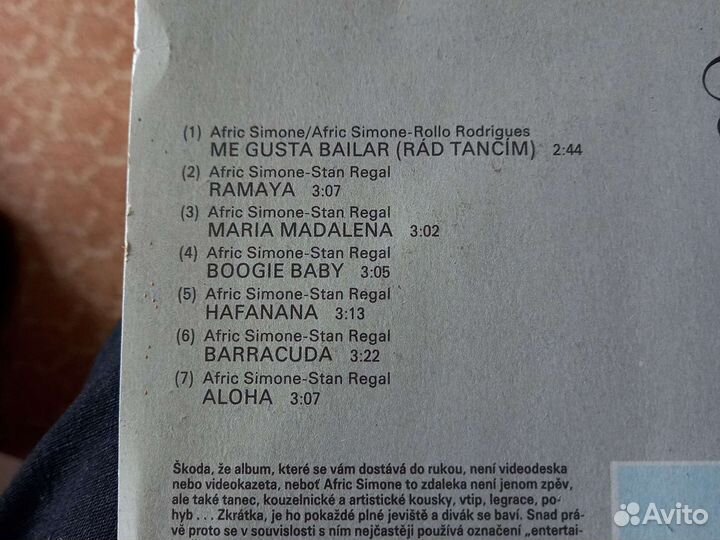 (1) Afric Simone/Afric Simone-Rollo Rodrigues
ME GUSTA BAILAR (RÁD TANCÍM) 2:44
(2) Afric Simone-Stan Regal
RAMAYA 3:07
(3) Afric Simone-Stan Regal
MARIA MADALENA 3:02
(4) Afric Simone-Stan Regal
BOOGIE BABY 3:05
(5) Afric Simone-Stan Regal
HAFANANA 3:13
(6) Afric Simone-Stan Regal
BARRACUDA 3:22
(7) Afric Simone-Stan Regal
ALOHA 3:07
Škoda, že album, které se vám dostává do rukou, není videodeska
nebo videokazeta, neboť Afric Simone to zdaleka není jenom zpěv,
ale také tanec, kouzelnické a artistické kousky, vtip, legrace, po-
hyb . . . Zkrátka, je ho pokaždé plné jeviště a divák se baví. Snad prá-
vě proto se v souvislosti s ním nejčastěji používá označení „entertai-
Avito